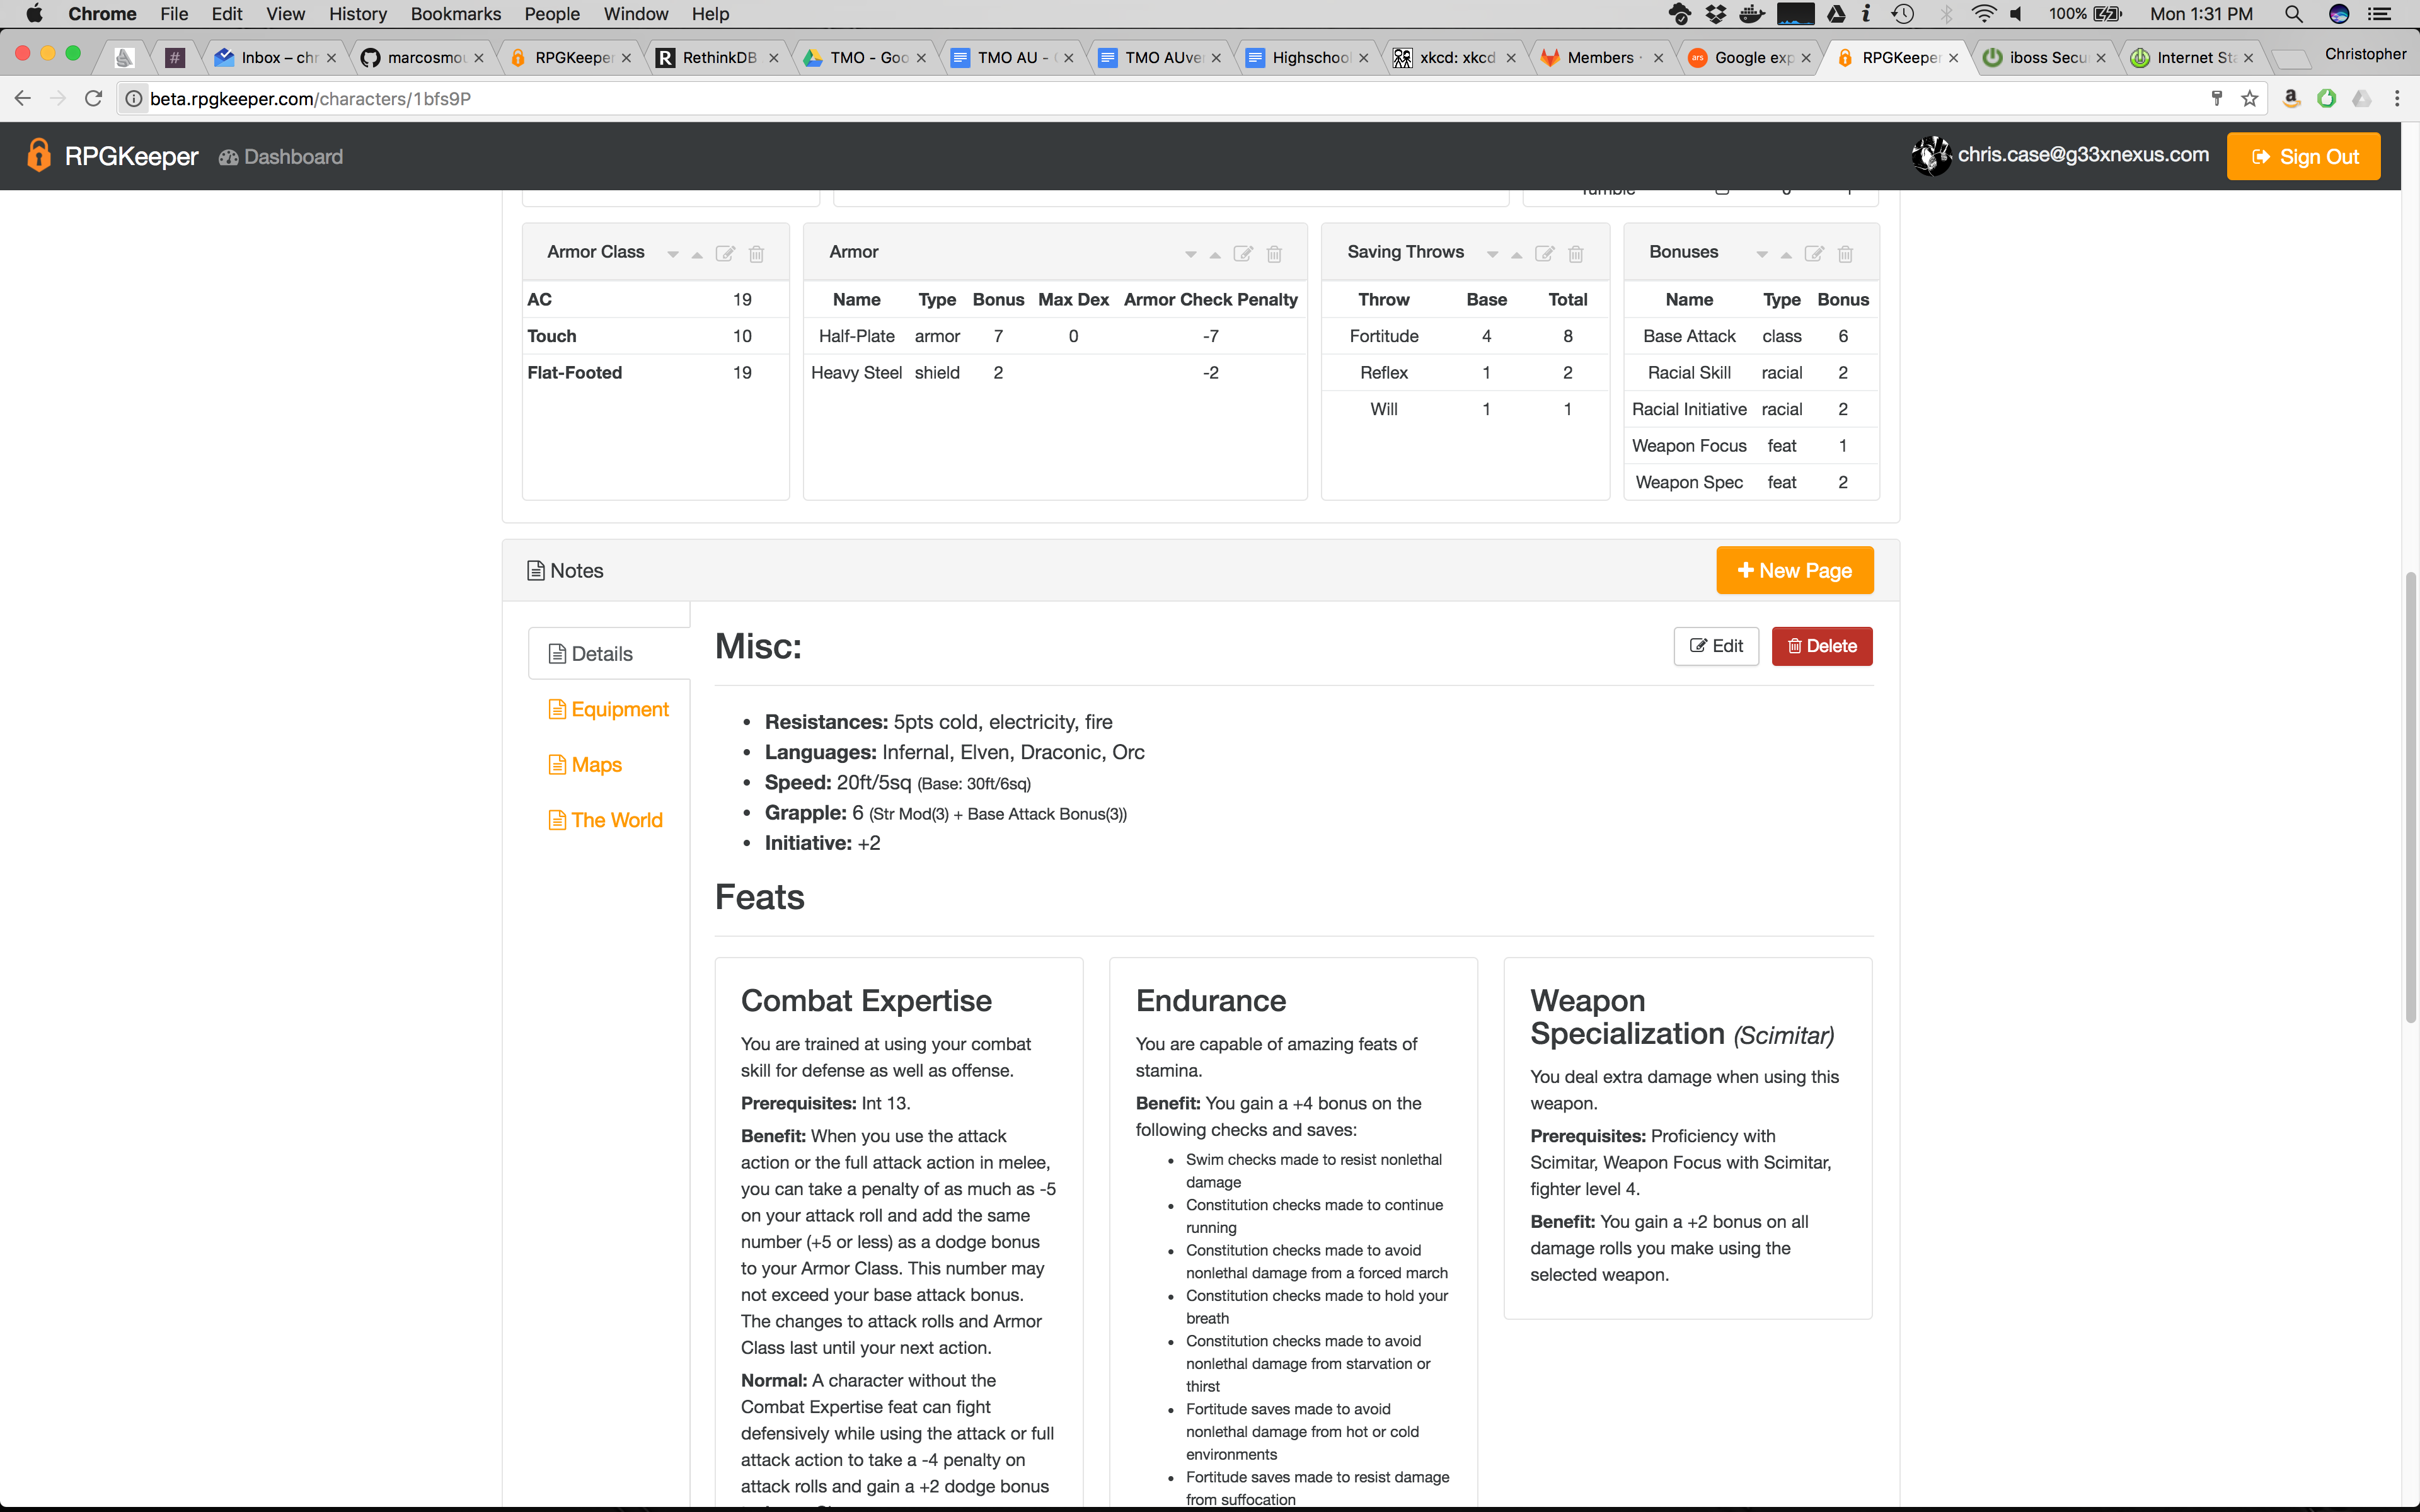 Chrome File Edit View History Bookmarks People Window Help 100% Mon 1:31 PM
# Inbox – chr marcosmou RPGKeeper RethinkDB TMO - Goo TMO AU - TMO AUver Highschool xkcd: xkcd Members Google exp RPGKeeper iboss Secu Internet Sta Christopher
beta.rpgkeeper.com/characters/1bfs9P
RPGKeeper Dashboard chris.case@g33xnexus.com Sign Out
Armor Class
AC 19
Touch 10
Flat-Footed 19
Armor
Name Type Bonus Max Dex Armor Check Penalty
Half-Plate armor 7 0 -7
Heavy Steel shield 2 -2
Saving Throws
Throw Base Total
Fortitude 4 8
Reflex 1 2
Will 1 1
Bonuses
Name Type Bonus
Base Attack class 6
Racial Skill racial 2
Racial Initiative racial 2
Weapon Focus feat 1
Weapon Spec feat 2
Notes
New Page
Details
Equipment
Maps
The World
Misc:
Edit Delete
• Resistances: 5pts cold, electricity, fire
• Languages: Infernal, Elven, Draconic, Orc
• Speed: 20ft/5sq (Base: 30ft/6sq)
• Grapple: 6 (Str Mod(3) + Base Attack Bonus(3))
• Initiative: +2
Feats
Combat Expertise
You are trained at using your combat
skill for defense as well as offense.
Prerequisites: Int 13.
Benefit: When you use the attack
action or the full attack action in melee,
you can take a penalty of as much as -5
on your attack roll and add the same
number (+5 or less) as a dodge bonus
to your Armor Class. This number may
not exceed your base attack bonus.
The changes to attack rolls and Armor
Class last until your next action.
Normal: A character without the
Combat Expertise feat can fight
defensively while using the attack or full
attack action to take a -4 penalty on
attack rolls and gain a +2 dodge bonus
Endurance
You are capable of amazing feats of
stamina.
Benefit: You gain a +4 bonus on the
following checks and saves:
• Swim checks made to resist nonlethal
damage
• Constitution checks made to continue
running
• Constitution checks made to avoid
nonlethal damage from a forced march
• Constitution checks made to hold your
breath
• Constitution checks made to avoid
nonlethal damage from starvation or
thirst
• Fortitude saves made to avoid
nonlethal damage from hot or cold
environments
• Fortitude saves made to resist damage
from suffocation
Weapon
Specialization (Scimitar)
You deal extra damage when using this
weapon.
Prerequisites: Proficiency with
Scimitar, Weapon Focus with Scimitar,
fighter level 4.
Benefit: You gain a +2 bonus on all
damage rolls you make using the
selected weapon.